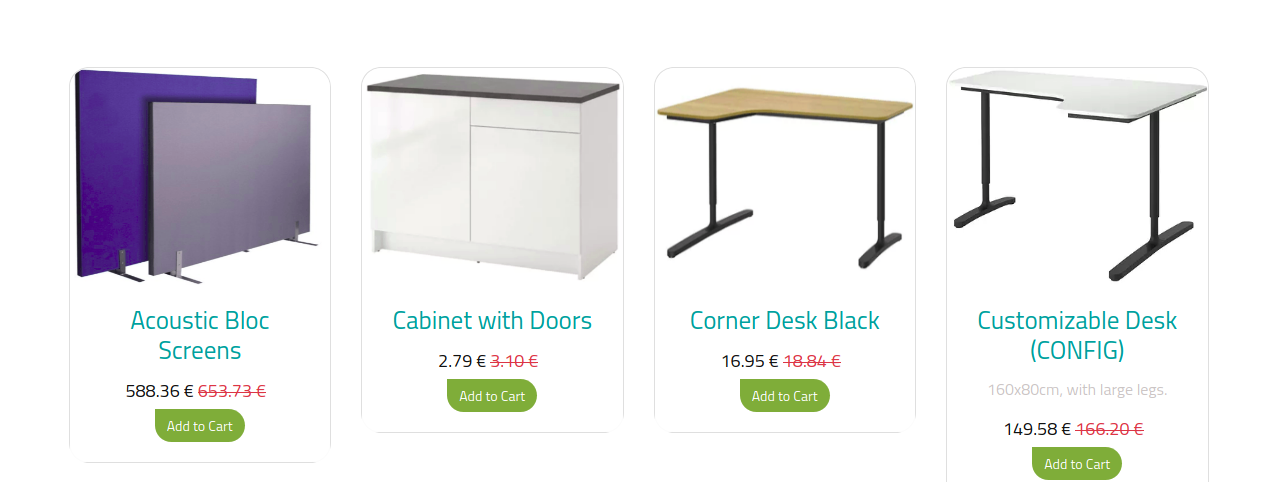 Acoustic Bloc
Screens
588.36 € 653.73 €
Add to Cart
Cabinet with Doors
2.79 € 3.10 €
Add to Cart
Corner Desk Black
16.95 € 18.84 €
Add to Cart
Customizable Desk
(CONFIG)
160x80cm, with large legs.
149.58 € 166.20 €
Add to Cart